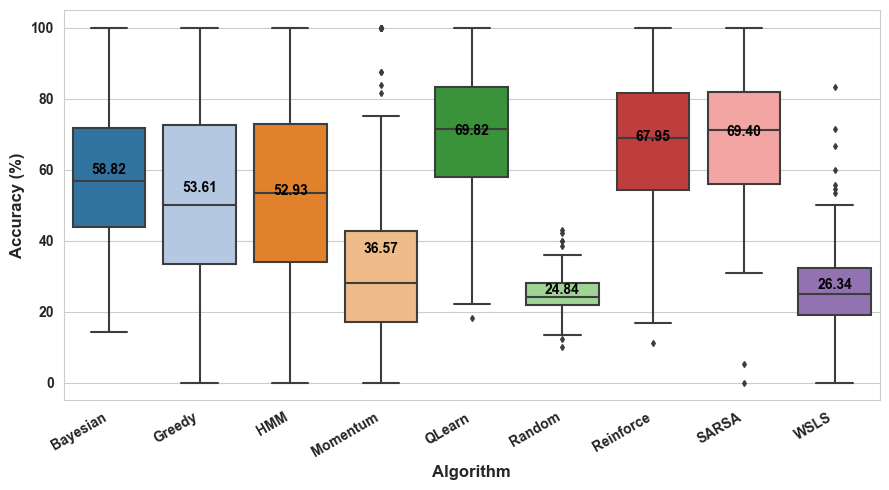 Accuracy (%)
100
80
60
40
20
0
58.82
53.61
52.93
36.57
69.82
24.84
67.95
69.40
26.34
Bayesian
Greedy
HMM
Momentum
QLearn
Random
Reinforce
SARSA
WSLS
Algorithm